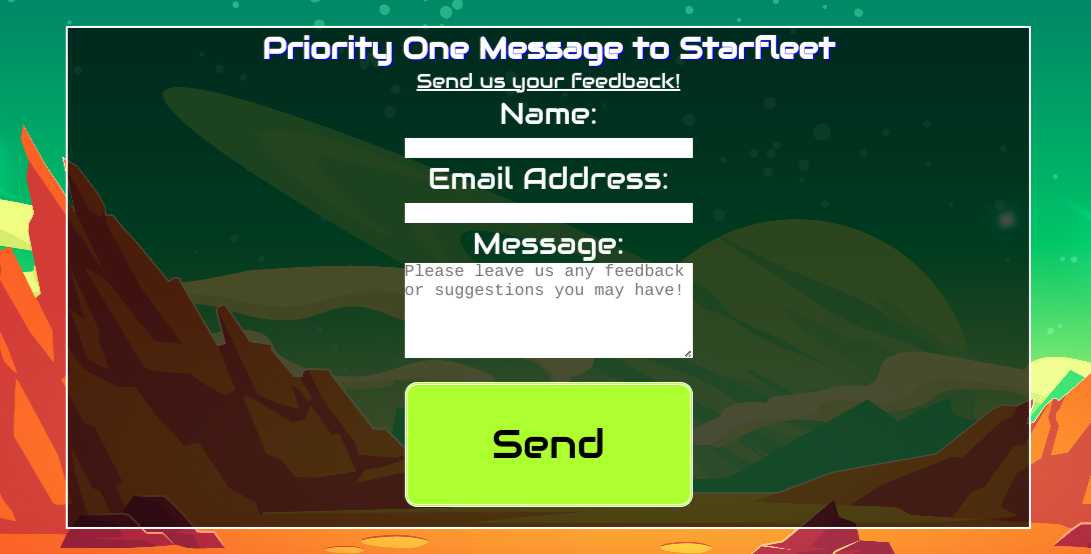 Priority One Message to Starfleet
Send us your feedback!
Name:
Email Address:
Message:
Please leave us any feedback
or suggestions you may have!
Send